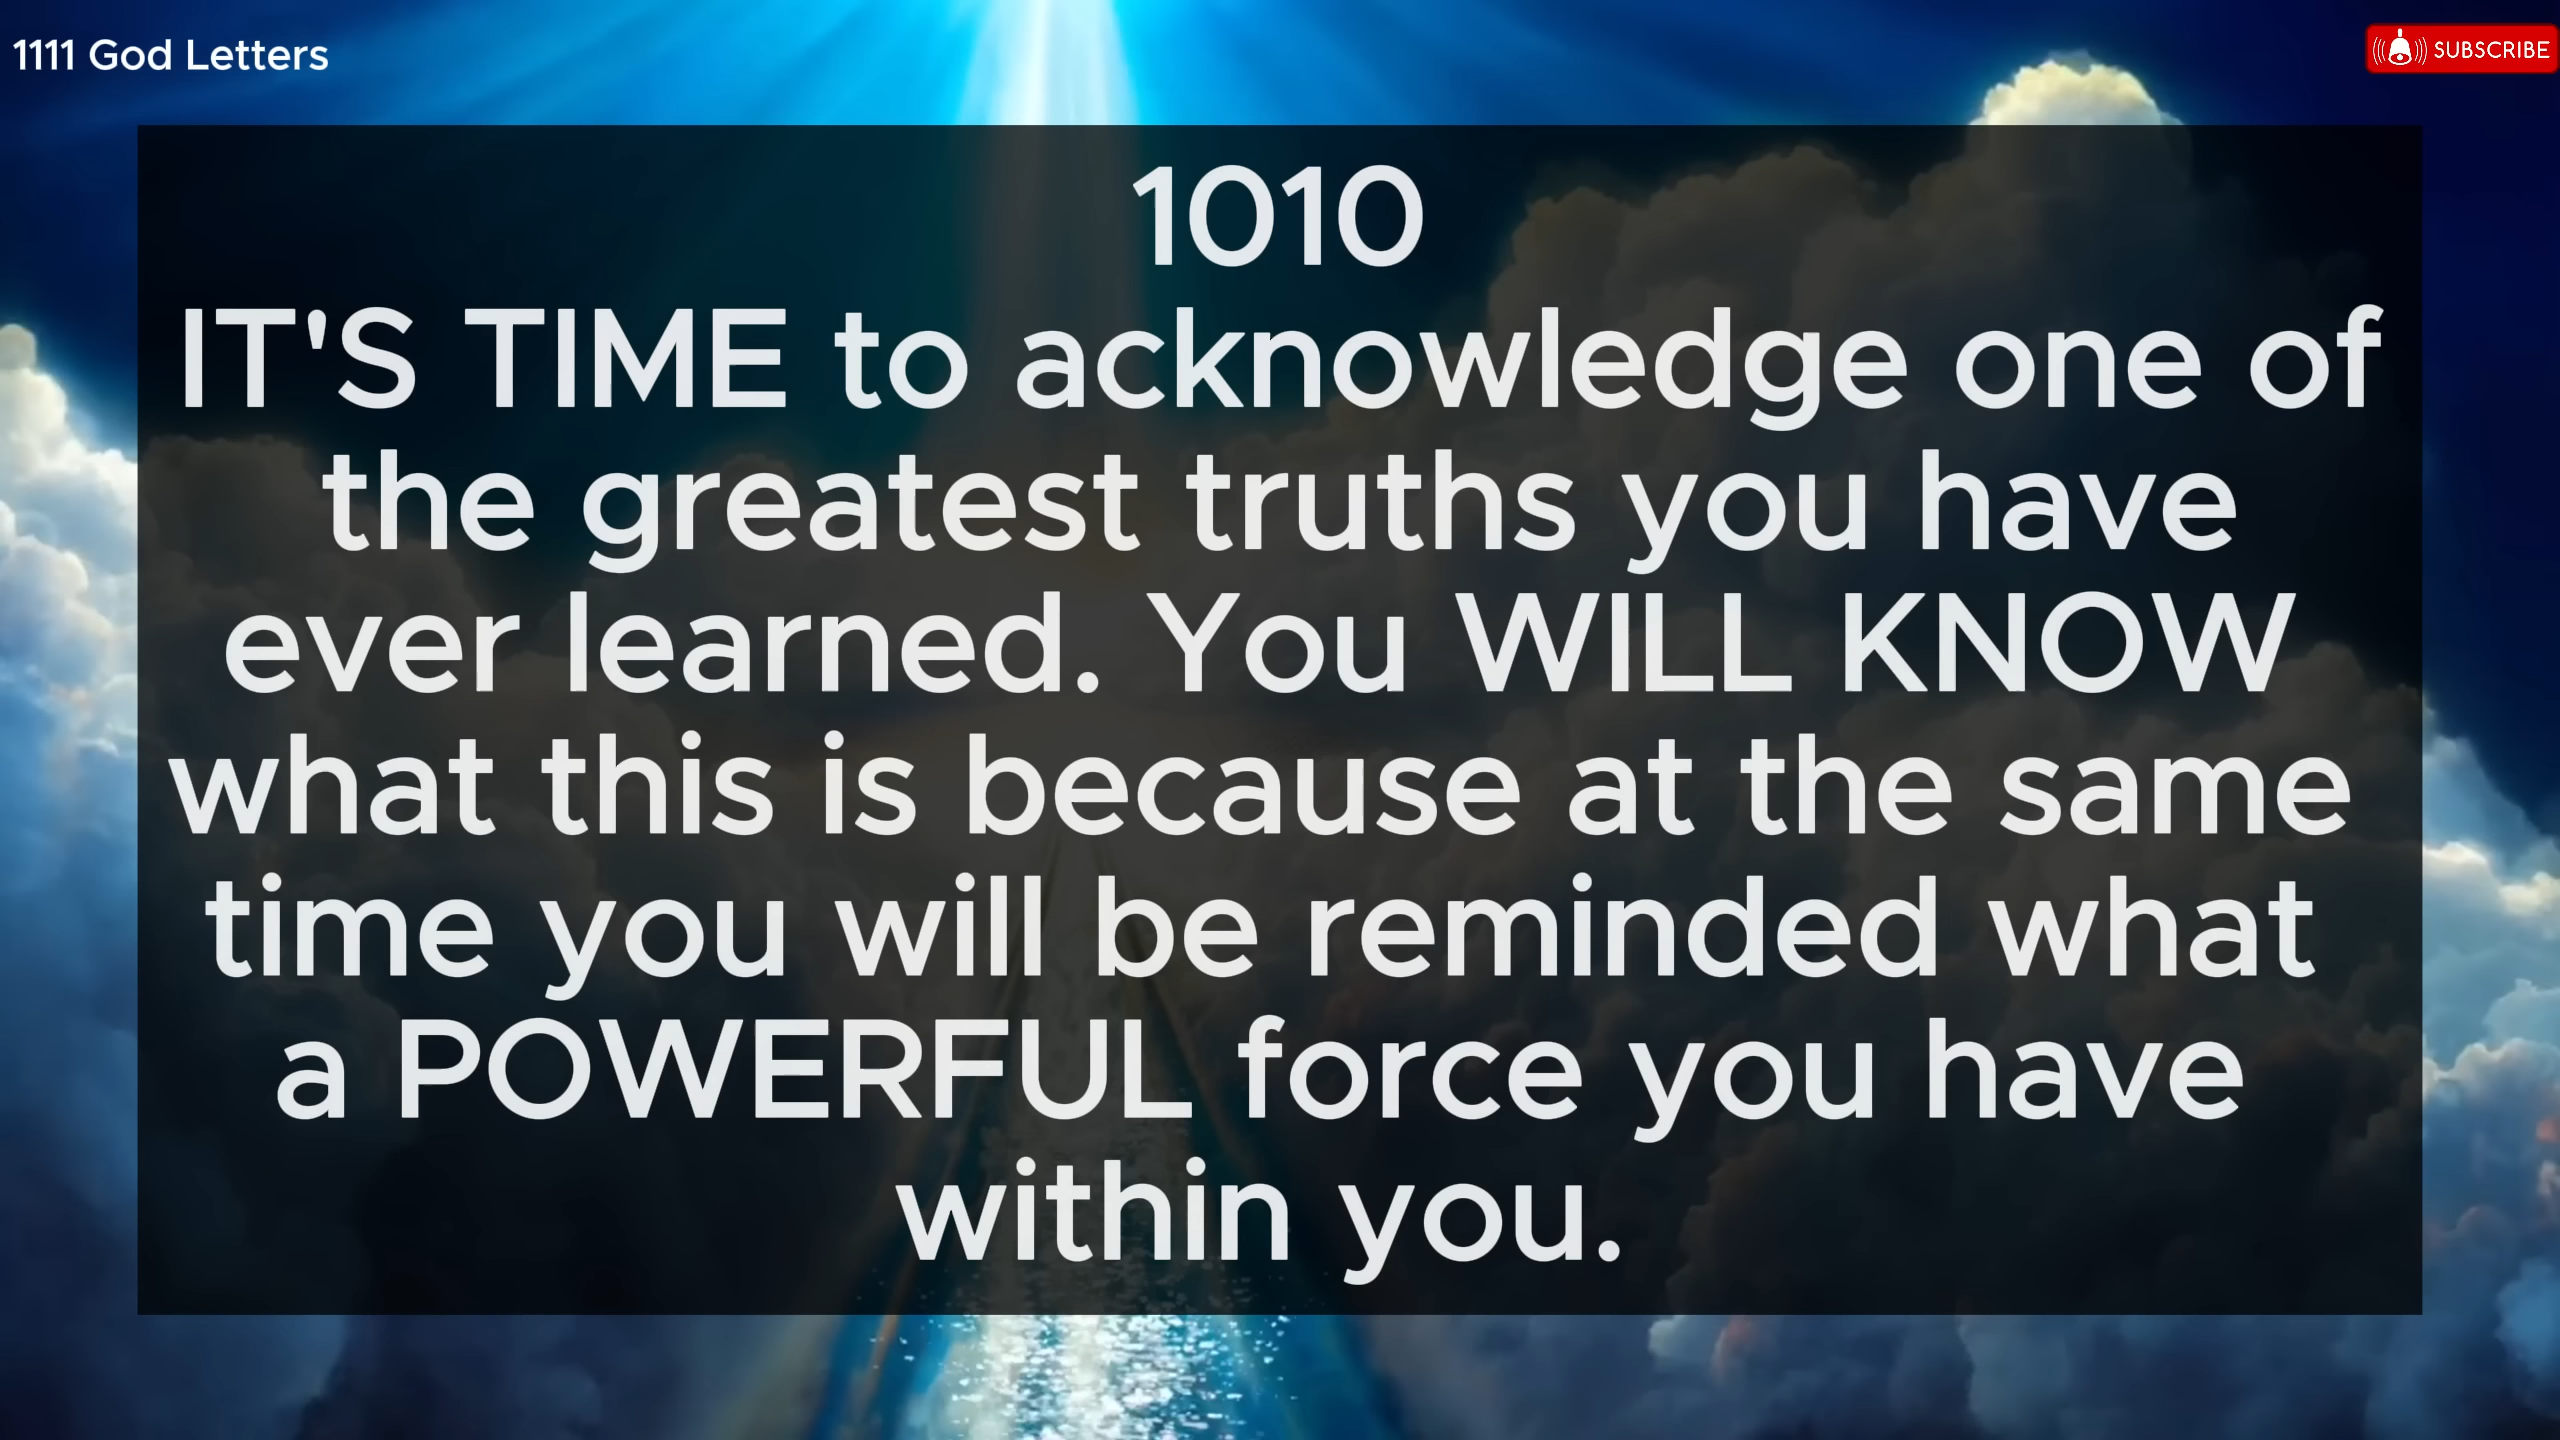 1111 God Letters
SUBSCRIBE
1010
IT'S TIME to acknowledge one of
the greatest truths you have
ever learned. You WILL KNOW
what this is because at the same
time you will be reminded what
a POWERFUL force you have
within you.